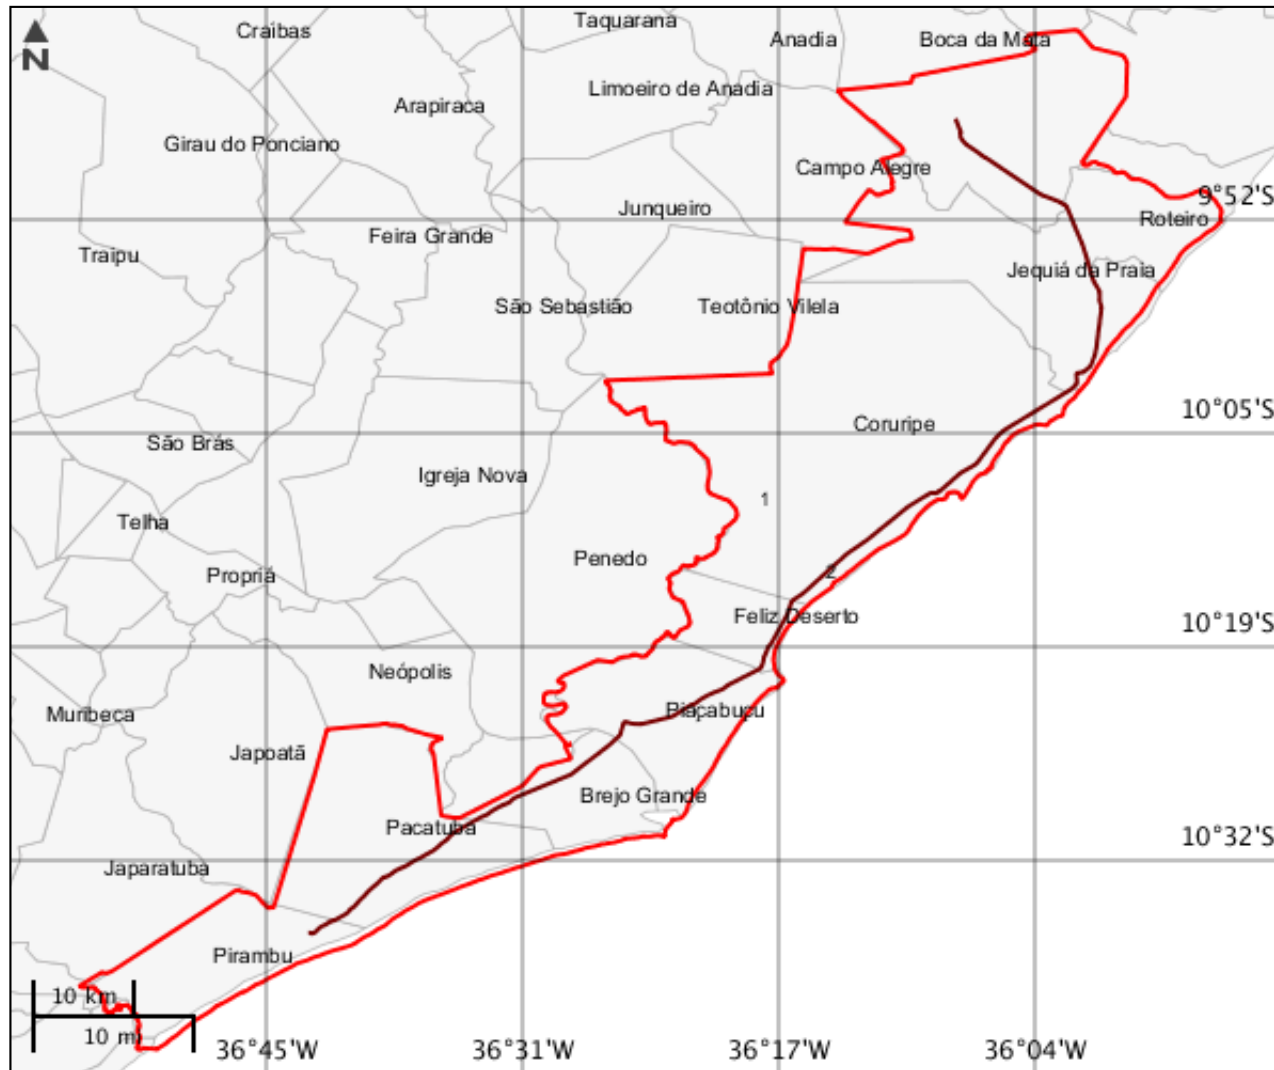 Taquarana
Craibas
Anadia
Boca da Mata
N
Limoeiro de Anadia
Arapiraca
Girau do Ponciano
Campo Alegre
9°52'S
Junqueiro
Roteiro
Feira Grande
Traipu
Jequiá da Praia
São Sebastião
Teotônio Vilela
10°05'S
Coruripe
São Brás
Igreja Nova
1
Telha
Penedo
2
Propriá
Feliz Deserto
10°19'S
Neópolis
Piaçabuçu
Muribeca
Japoatã
Brejo Grande
Pacatuba
10°32'S
Japaratuba
Pirambu
10 km
10 m
36°45'W
36°31'W
36°17'W
36°04'W